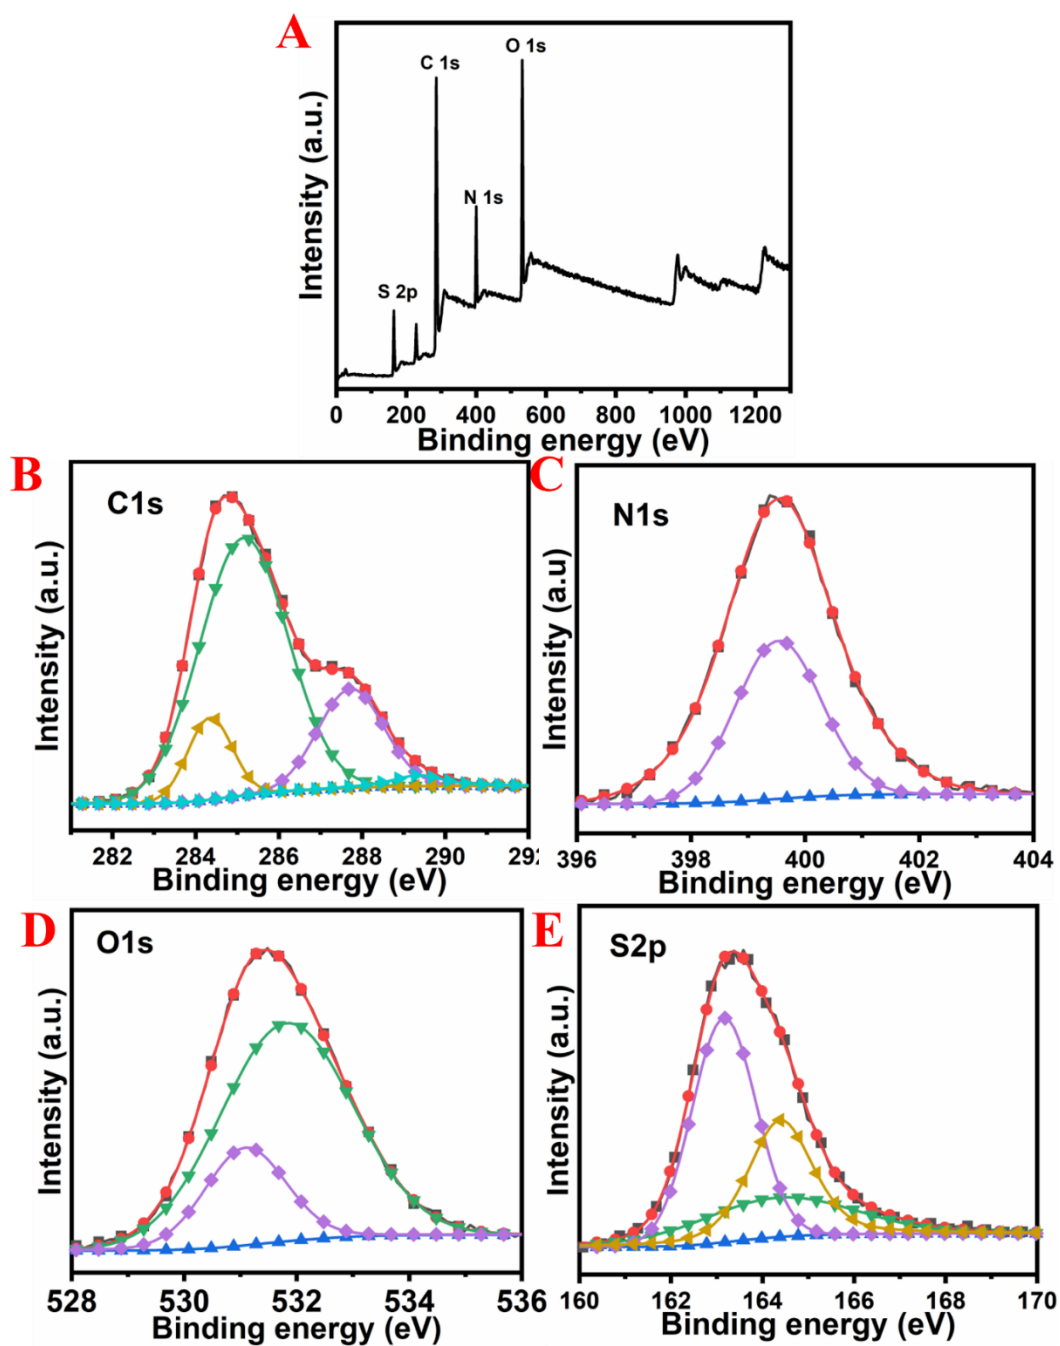 A
Intensity (a.u.)
O 1s
C 1s
N 1s
S 2p
0 200 400 600 800 1000 1200
Binding energy (eV)
B
C1s
Intensity (a.u.)
282 284 286 288 290 292
Binding energy (eV)
C
N1s
Intensity (a.u)
396 398 400 402 404
Binding energy (eV)
D
O1s
Intensity (a.u.)
528 530 532 534 536
Binding energy (eV)
E
S2p
Intensity (a.u.)
160 162 164 166 168 170
Binding energy (eV)